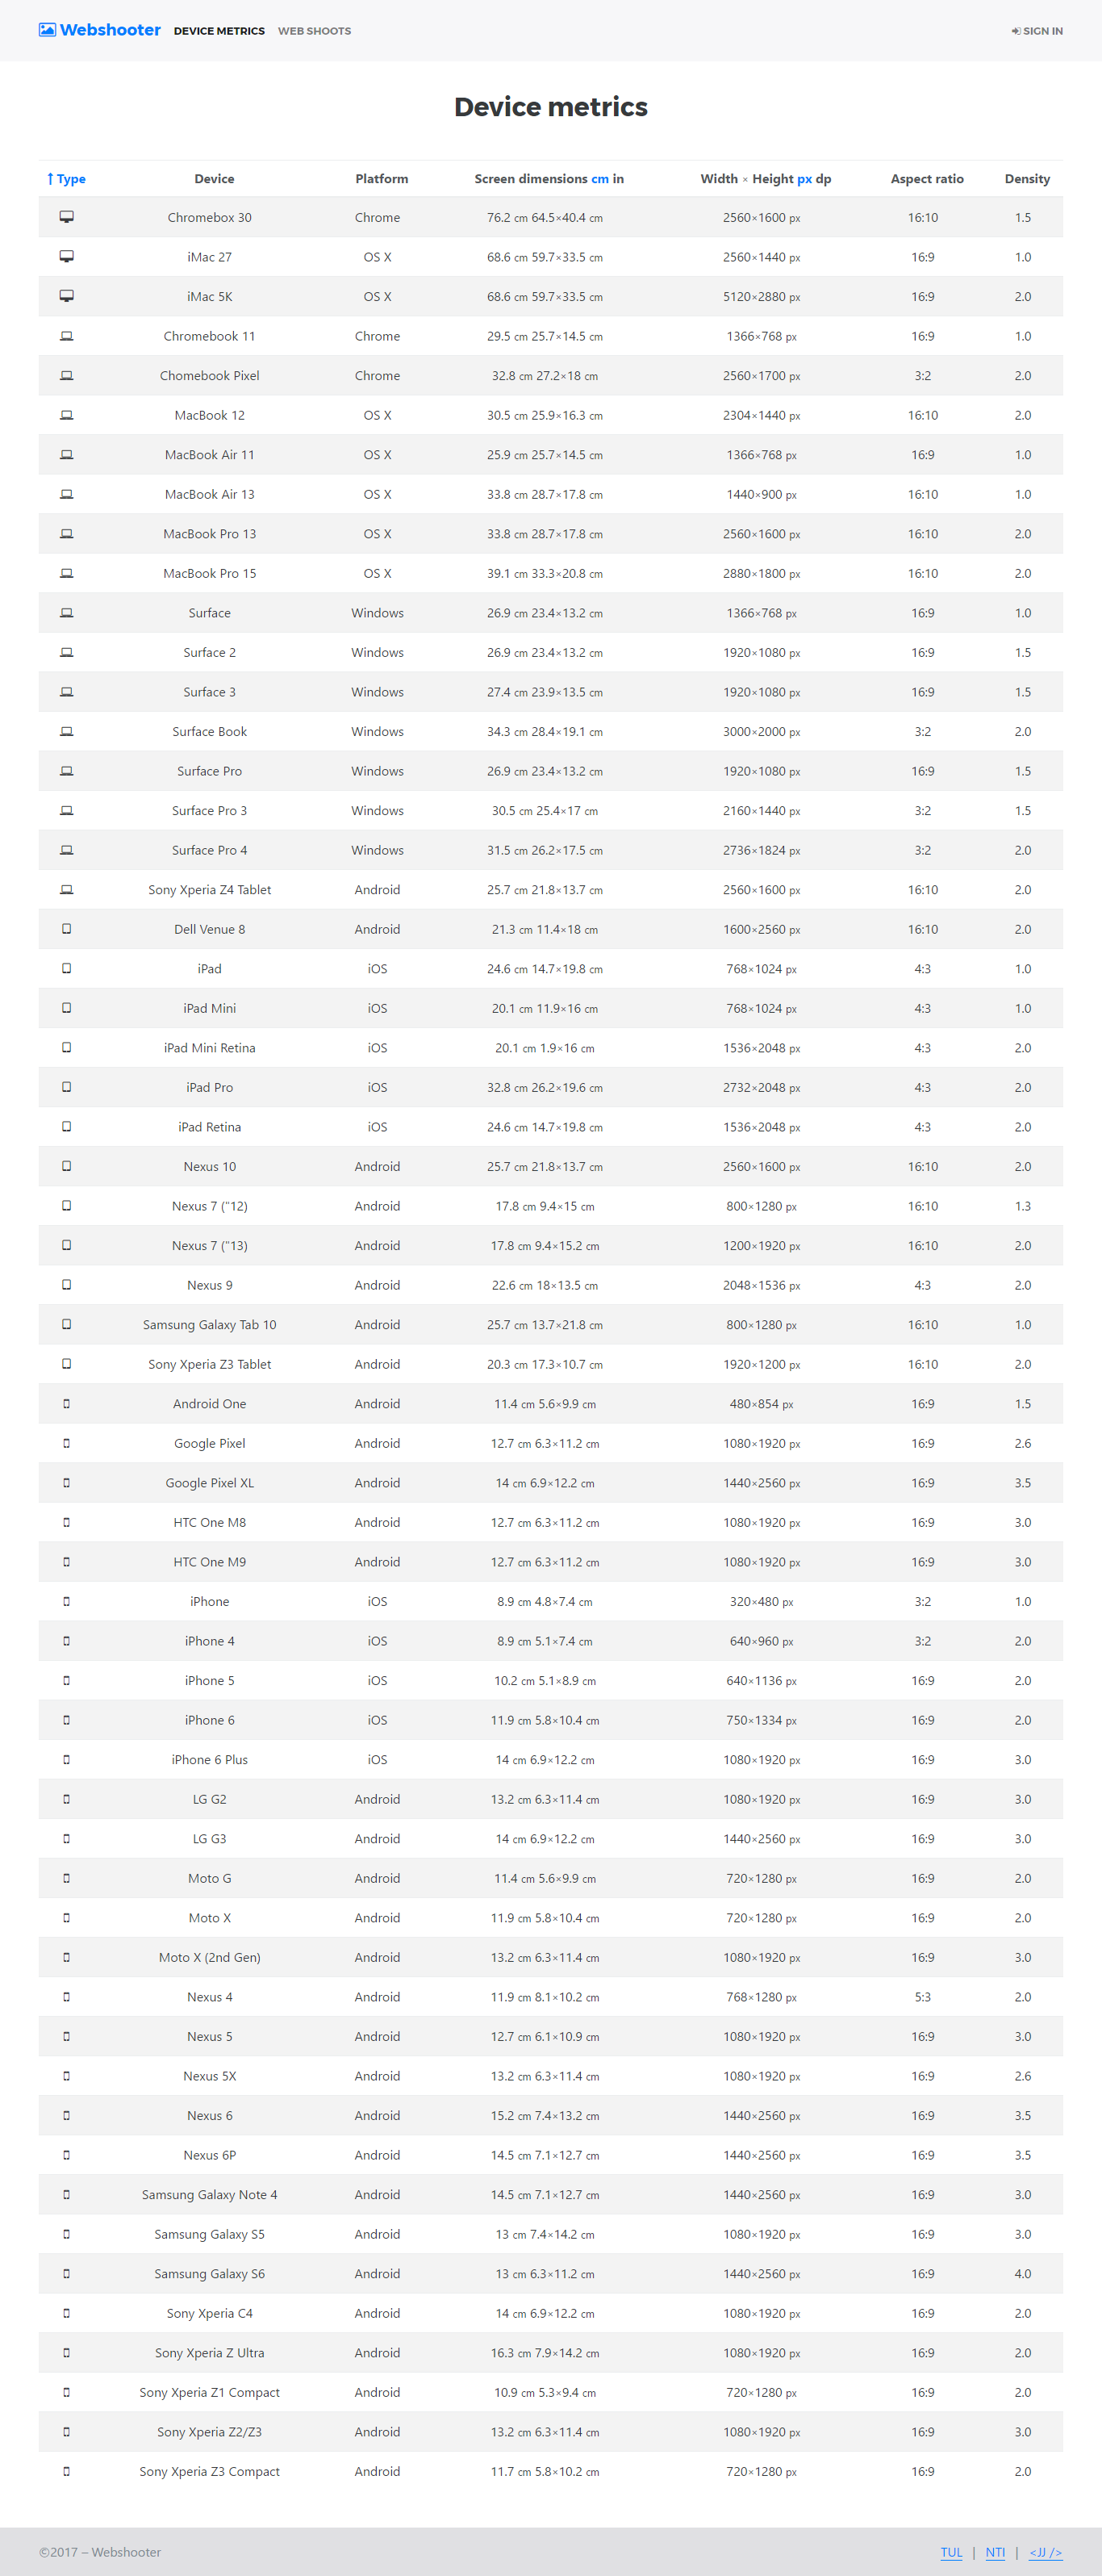 Webshooter DEVICE METRICS WEB SHOOTS SIGN IN
Device metrics
↑ Type Device Platform Screen dimensions cm in Width × Height px dp Aspect ratio Density
Chromebox 30 Chrome 76.2 cm 64.5×40.4 cm 2560×1600 px 16:10 1.5
iMac 27 OS X 68.6 cm 59.7×33.5 cm 2560×1440 px 16:9 1.0
iMac 5K OS X 68.6 cm 59.7×33.5 cm 5120×2880 px 16:9 2.0
Chromebook 11 Chrome 29.5 cm 25.7×14.5 cm 1366×768 px 16:9 1.0
Chomebook Pixel Chrome 32.8 cm 27.2×18 cm 2560×1700 px 3:2 2.0
MacBook 12 OS X 30.5 cm 25.9×16.3 cm 2304×1440 px 16:10 2.0
MacBook Air 11 OS X 25.9 cm 25.7×14.5 cm 1366×768 px 16:9 1.0
MacBook Air 13 OS X 33.8 cm 28.7×17.8 cm 1440×900 px 16:10 1.0
MacBook Pro 13 OS X 33.8 cm 28.7×17.8 cm 2560×1600 px 16:10 2.0
MacBook Pro 15 OS X 39.1 cm 33.3×20.8 cm 2880×1800 px 16:10 2.0
Surface Windows 26.9 cm 23.4×13.2 cm 1366×768 px 16:9 1.0
Surface 2 Windows 26.9 cm 23.4×13.2 cm 1920×1080 px 16:9 1.5
Surface 3 Windows 27.4 cm 23.9×13.5 cm 1920×1080 px 16:9 1.5
Surface Book Windows 34.3 cm 28.4×19.1 cm 3000×2000 px 3:2 2.0
Surface Pro Windows 26.9 cm 23.4×13.2 cm 1920×1080 px 16:9 1.5
Surface Pro 3 Windows 30.5 cm 25.4×17 cm 2160×1440 px 3:2 1.5
Surface Pro 4 Windows 31.5 cm 26.2×17.5 cm 2736×1824 px 3:2 2.0
Sony Xperia Z4 Tablet Android 25.7 cm 21.8×13.7 cm 2560×1600 px 16:10 2.0
Dell Venue 8 Android 21.3 cm 11.4×18 cm 1600×2560 px 16:10 2.0
iPad iOS 24.6 cm 14.7×19.8 cm 768×1024 px 4:3 1.0
iPad Mini iOS 20.1 cm 11.9×16 cm 768×1024 px 4:3 1.0
iPad Mini Retina iOS 20.1 cm 1.9×16 cm 1536×2048 px 4:3 2.0
iPad Pro iOS 32.8 cm 26.2×19.6 cm 2732×2048 px 4:3 2.0
iPad Retina iOS 24.6 cm 14.7×19.8 cm 1536×2048 px 4:3 2.0
Nexus 10 Android 25.7 cm 21.8×13.7 cm 2560×1600 px 16:10 2.0
Nexus 7 ("12) Android 17.8 cm 9.4×15 cm 800×1280 px 16:10 1.3
Nexus 7 ("13) Android 17.8 cm 9.4×15.2 cm 1200×1920 px 16:10 2.0
Nexus 9 Android 22.6 cm 18×13.5 cm 2048×1536 px 4:3 2.0
Samsung Galaxy Tab 10 Android 25.7 cm 13.7×21.8 cm 800×1280 px 16:10 1.0
Sony Xperia Z3 Tablet Android 20.3 cm 17.3×10.7 cm 1920×1200 px 16:10 2.0
Android One Android 11.4 cm 5.6×9.9 cm 480×854 px 16:9 1.5
Google Pixel Android 12.7 cm 6.3×11.2 cm 1080×1920 px 16:9 2.6
Google Pixel XL Android 14 cm 6.9×12.2 cm 1440×2560 px 16:9 3.5
HTC One M8 Android 12.7 cm 6.3×11.2 cm 1080×1920 px 16:9 3.0
HTC One M9 Android 12.7 cm 6.3×11.2 cm 1080×1920 px 16:9 3.0
iPhone iOS 8.9 cm 4.8×7.4 cm 320×480 px 3:2 1.0
iPhone 4 iOS 8.9 cm 5.1×7.4 cm 640×960 px 3:2 2.0
iPhone 5 iOS 10.2 cm 5.1×8.9 cm 640×1136 px 16:9 2.0
iPhone 6 iOS 11.9 cm 5.8×10.4 cm 750×1334 px 16:9 2.0
iPhone 6 Plus iOS 14 cm 6.9×12.2 cm 1080×1920 px 16:9 3.0
LG G2 Android 13.2 cm 6.3×11.4 cm 1080×1920 px 16:9 3.0
LG G3 Android 14 cm 6.9×12.2 cm 1440×2560 px 16:9 3.0
Moto G Android 11.4 cm 5.6×9.9 cm 720×1280 px 16:9 2.0
Moto X Android 11.9 cm 5.8×10.4 cm 720×1280 px 16:9 2.0
Moto X (2nd Gen) Android 13.2 cm 6.3×11.4 cm 1080×1920 px 16:9 3.0
Nexus 4 Android 11.9 cm 8.1×10.2 cm 768×1280 px 5:3 2.0
Nexus 5 Android 12.7 cm 6.1×10.9 cm 1080×1920 px 16:9 3.0
Nexus 5X Android 13.2 cm 6.3×11.4 cm 1080×1920 px 16:9 2.6
Nexus 6 Android 15.2 cm 7.4×13.2 cm 1440×2560 px 16:9 3.5
Nexus 6P Android 14.5 cm 7.1×12.7 cm 1440×2560 px 16:9 3.5
Samsung Galaxy Note 4 Android 14.5 cm 7.1×12.7 cm 1440×2560 px 16:9 3.0
Samsung Galaxy S5 Android 13 cm 7.4×14.2 cm 1080×1920 px 16:9 3.0
Samsung Galaxy S6 Android 13 cm 6.3×11.2 cm 1440×2560 px 16:9 4.0
Sony Xperia C4 Android 14 cm 6.9×12.2 cm 1080×1920 px 16:9 2.0
Sony Xperia Z Ultra Android 16.3 cm 7.9×14.2 cm 1080×1920 px 16:9 2.0
Sony Xperia Z1 Compact Android 10.9 cm 5.3×9.4 cm 720×1280 px 16:9 2.0
Sony Xperia Z2/Z3 Android 13.2 cm 6.3×11.4 cm 1080×1920 px 16:9 3.0
Sony Xperia Z3 Compact Android 11.7 cm 5.8×10.2 cm 720×1280 px 16:9 2.0
©2017 – Webshooter TUL | NTI | <JJ />